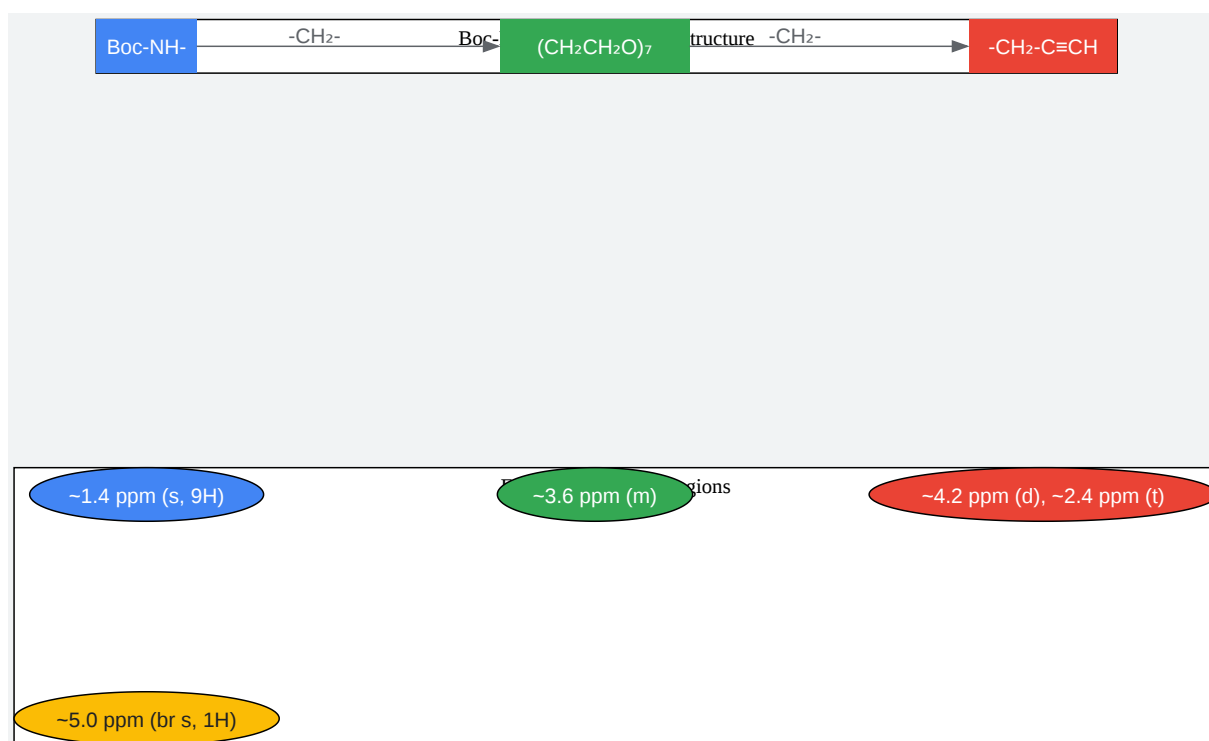 Boc-NH-
-CH₂-
Boc-
(CH₂CH₂O)₇
tructure
-CH₂-
-CH₂-C≡CH
~1.4 ppm (s, 9H)
~3.6 ppm (m)
gions
~4.2 ppm (d), ~2.4 ppm (t)
~5.0 ppm (br s, 1H)